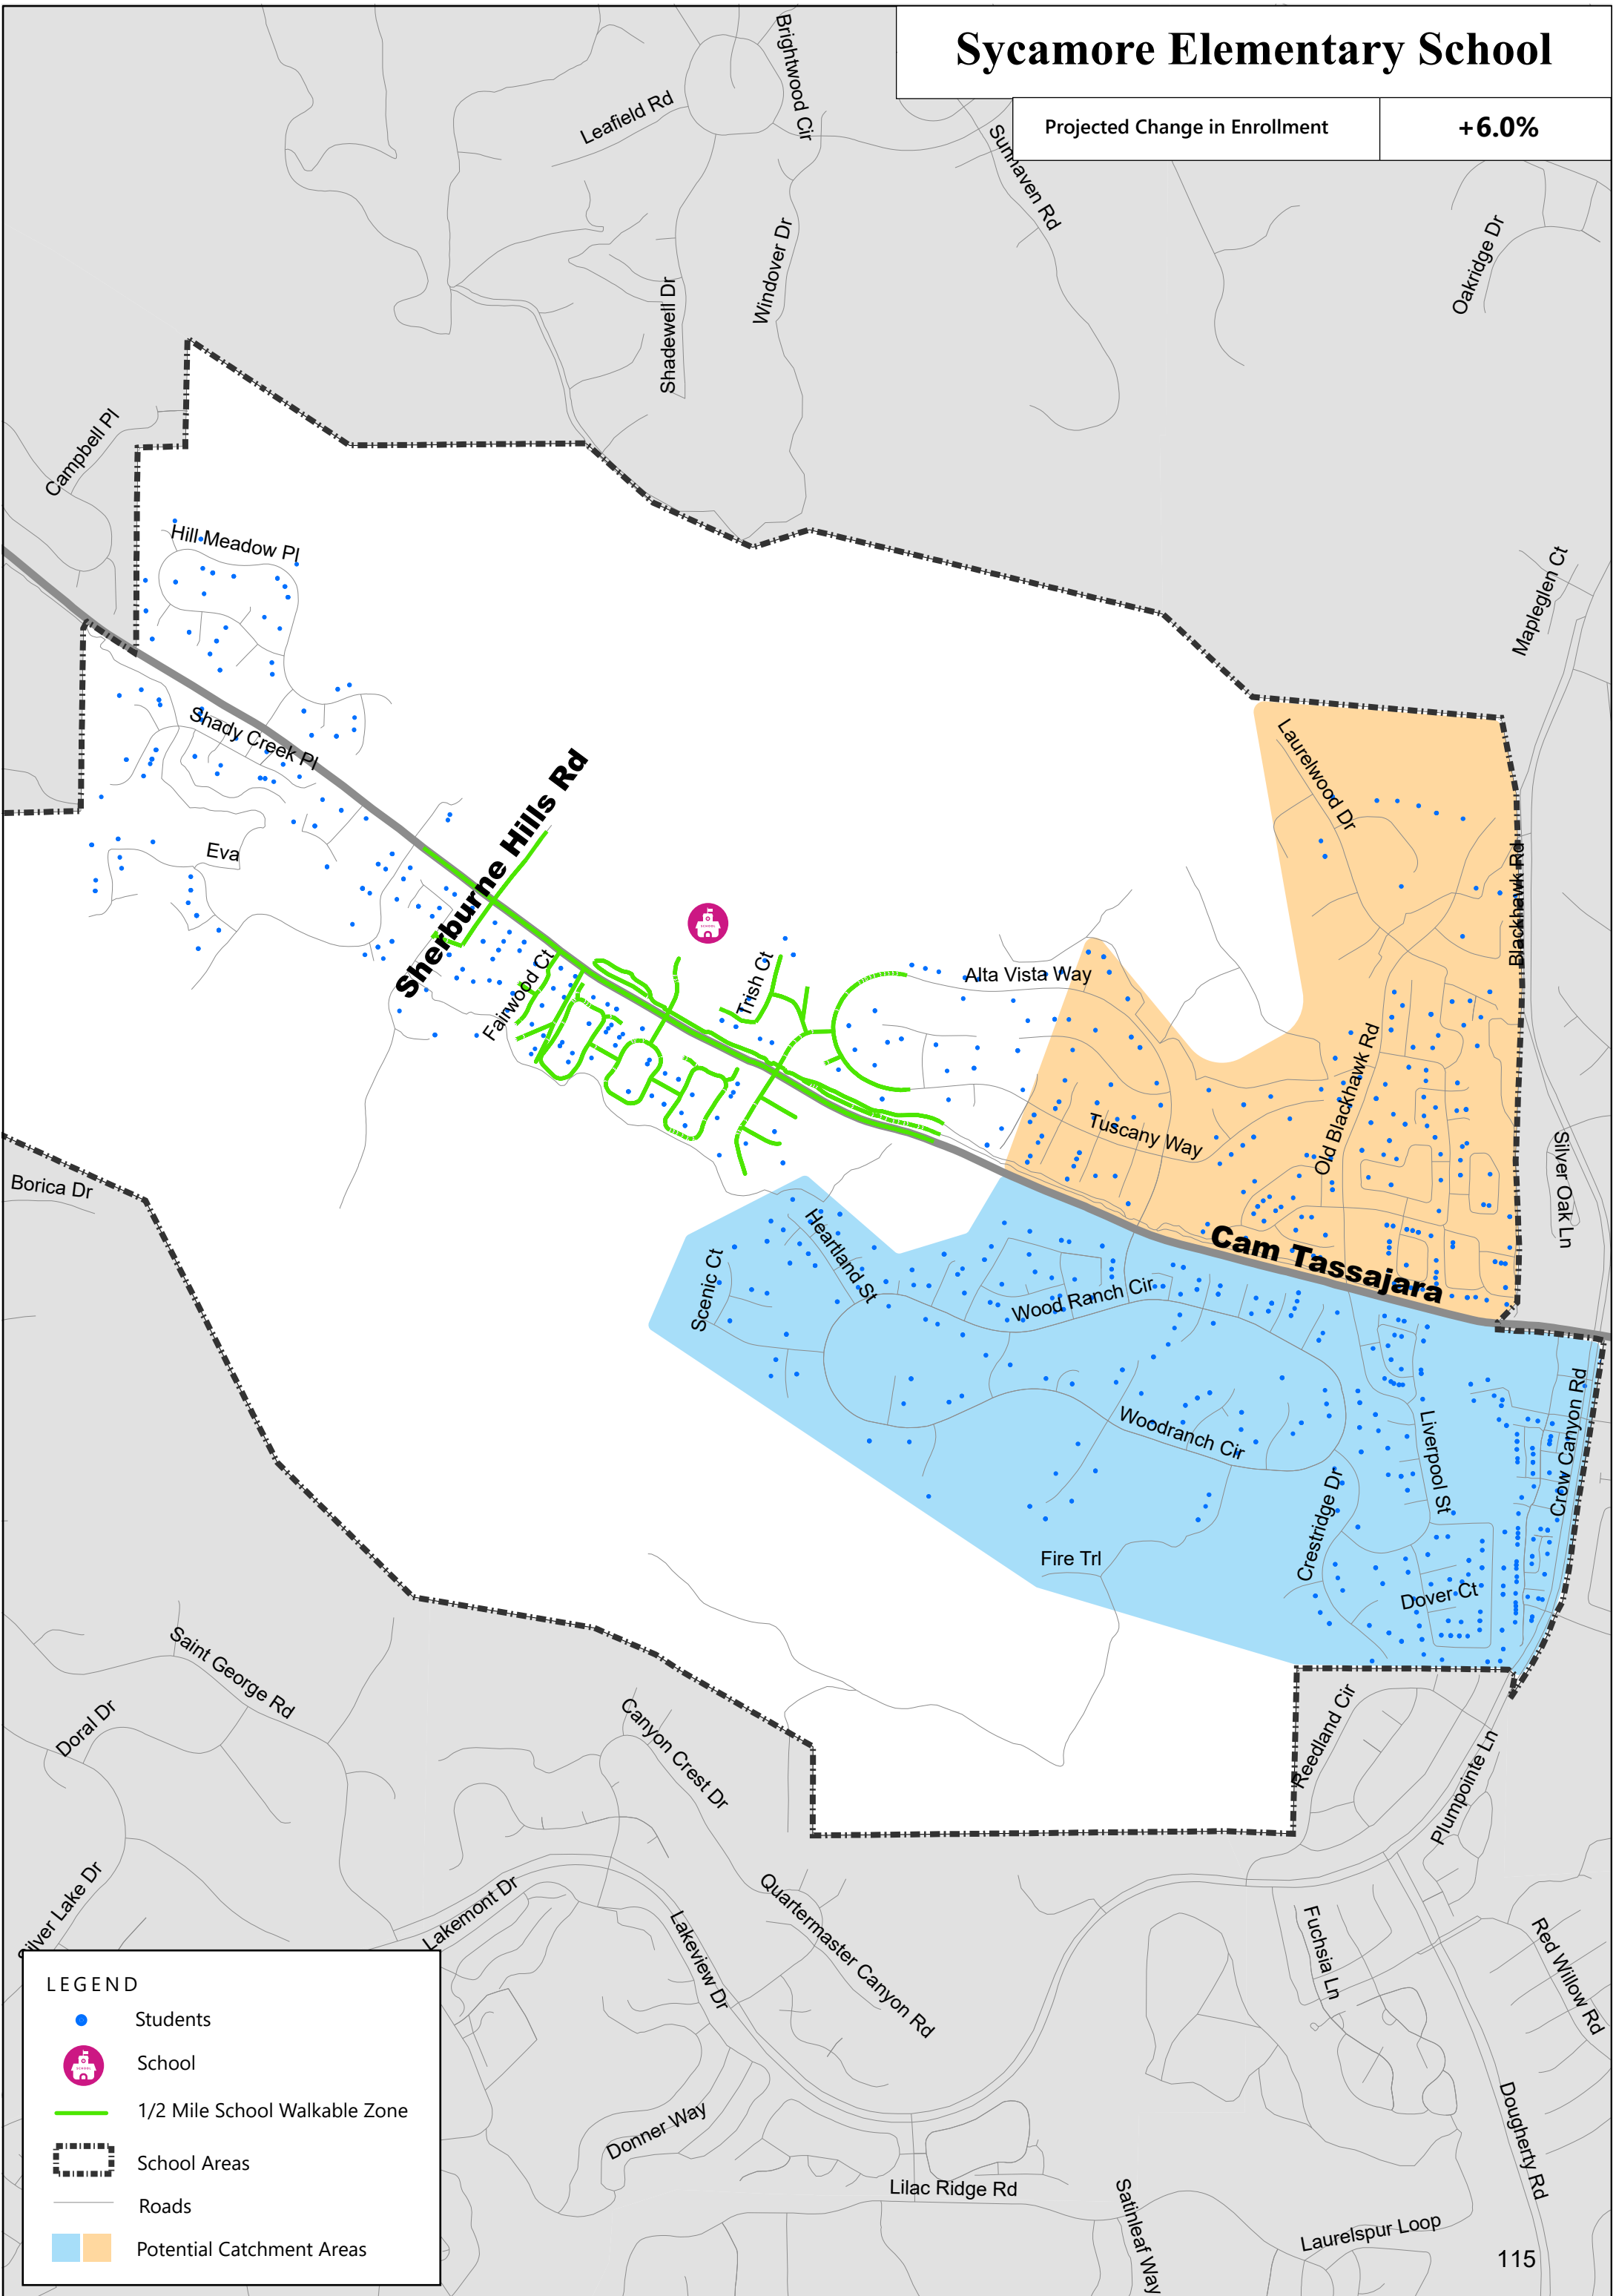 Sycamore Elementary School
Projected Change in Enrollment
+6.0%
Brightwood Cir
Leafield Rd
Sunhaven Rd
Windover Dr
Oakridge Dr
Shadewell Dr
Campbell Pl
Hill Meadow Pl
Mapleglen Ct
Shady Creek Pl
Laurelwood Dr
Sherburne Hills Rd
Eva
Blackhawk Rd
Fairwood Ct
Trish Ct
Alta Vista Way
Old Blackhawk Rd
Tuscany Way
Silver Oak Ln
Borica Dr
Cam Tassajara
Heartland St
Scenic Ct
Wood Ranch Cir
Crow Canyon Rd
Liverpool St
Woodranch Cir
Crestridge Dr
Fire Trl
Dover Ct
Saint George Rd
Doral Dr
Canyon Crest Dr
Reedland Cir
Plumpointe Ln
Silver Lake Dr
Lakemont Dr
Quartermaster Canyon Rd
Lakeview Dr
Fuchsia Ln
Red Willow Rd
Donner Way
Dougherty Rd
Lilac Ridge Rd
Satinleaf Way
Laurelspur Loop
115
LEGEND
Students
SCHOOL
School
1/2 Mile School Walkable Zone
School Areas
Roads
Potential Catchment Areas